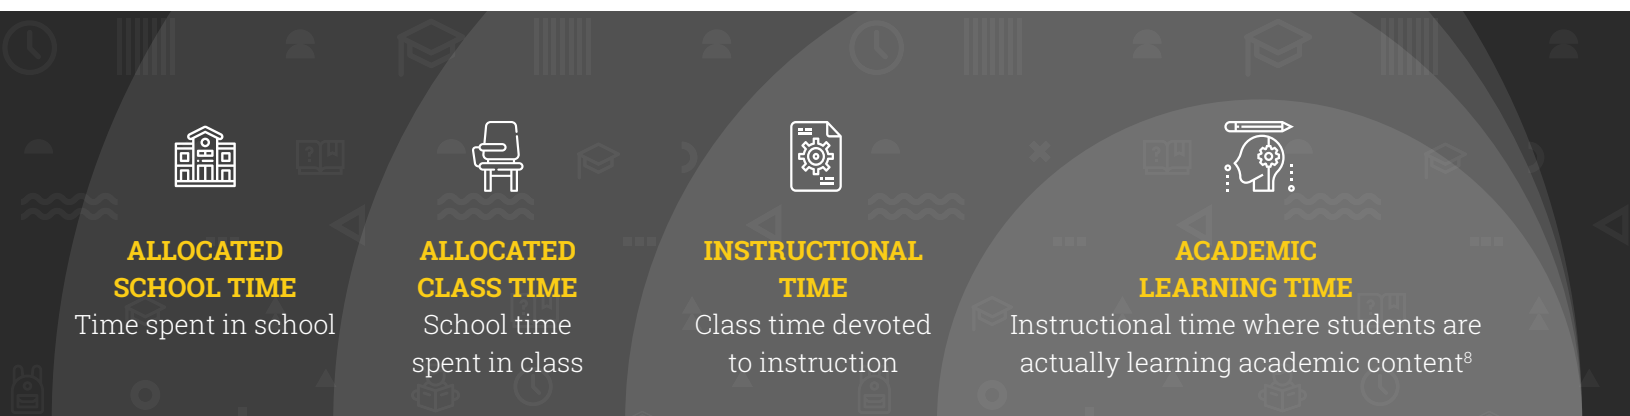 ALLOCATED
SCHOOL TIME
Time spent in school
ALLOCATED
CLASS TIME
School time
spent in class
INSTRUCTIONAL
TIME
Class time devoted
to instruction
ACADEMIC
LEARNING TIME
Instructional time where students are
actually learning academic content⁸